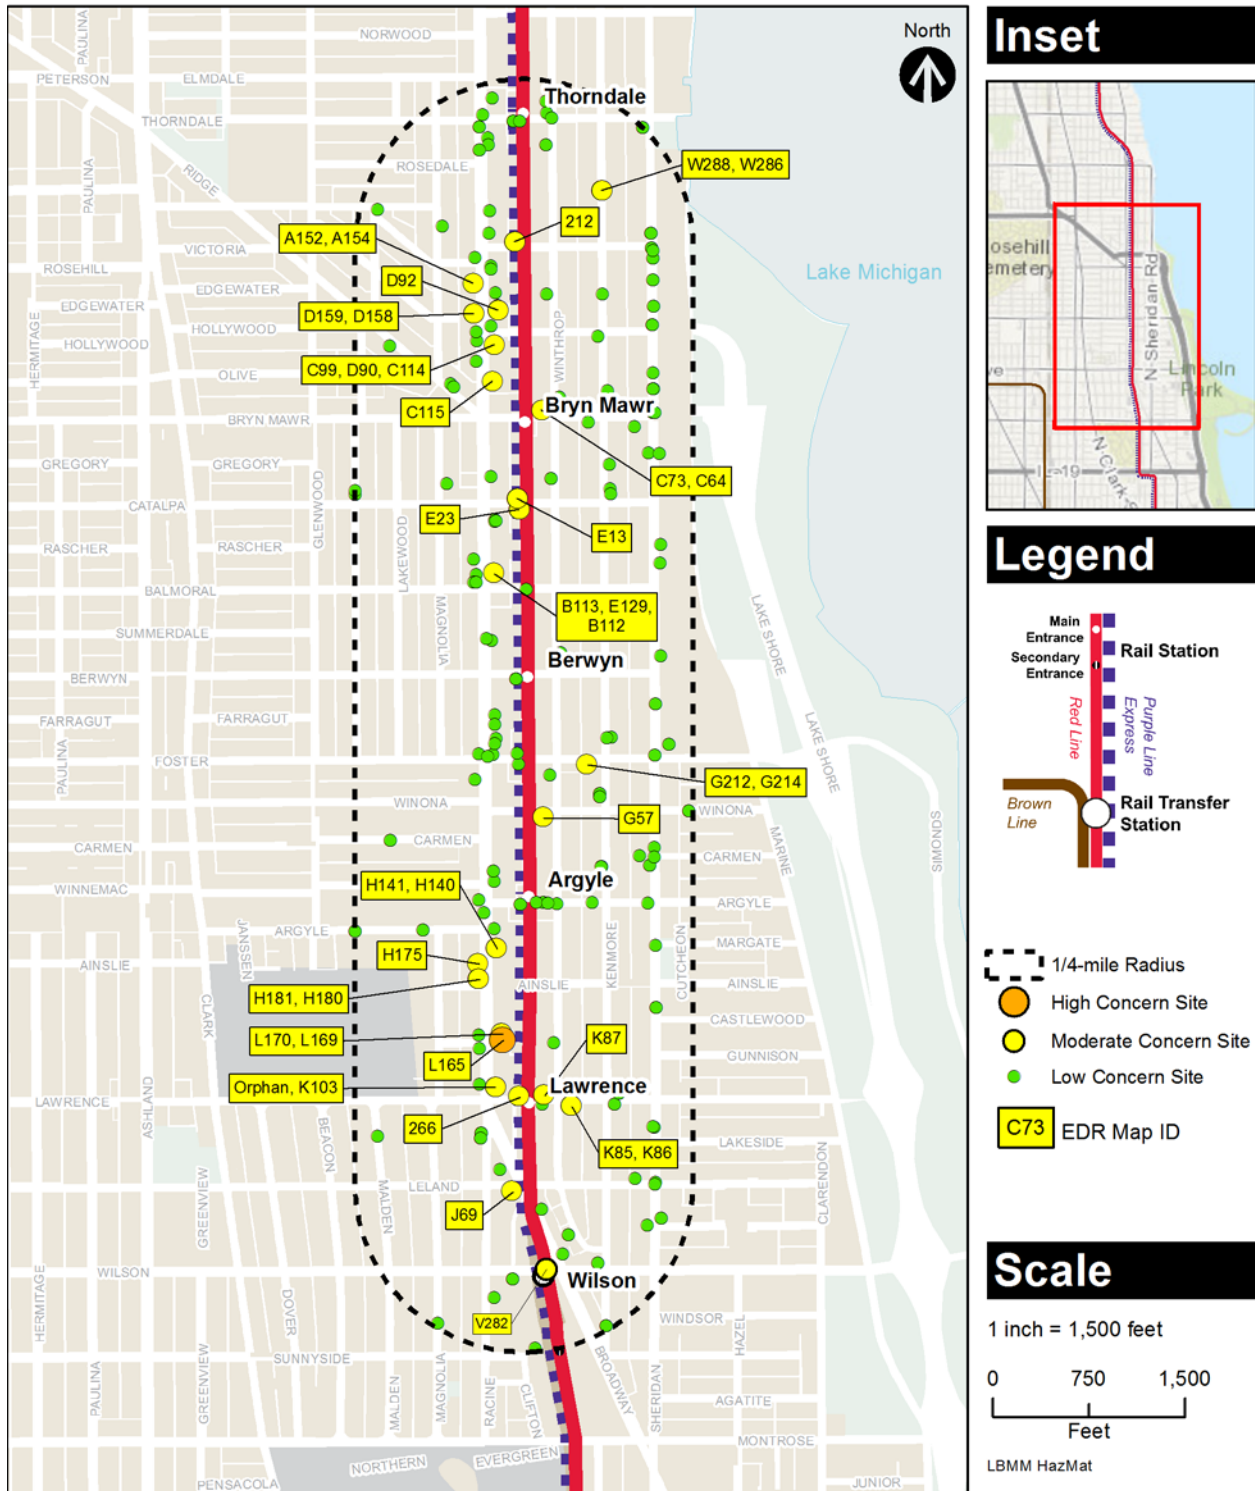 NORWOOD
North
PAULINA
PETERSON
ELMDALE
Thorndale
THORNDALE
RIDGE
ROSEDALE
W288, W286
PAULINA
212
A152, A154
VICTORIA
ROSEHILL
Lake Michigan
D92
EDGEWATER
EDGEWATER
D159, D158
HOLLYWOOD
HOLLYWOOD
WINTHROP
HERMITAGE
C99, D90, C114
OLIVE
C115
Bryn Mawr
BRYN MAWR
GREGORY
GREGORY
C73, C64
CATALPA
GLENWOOD
E23
E13
RASCHER
RASCHER
LAKEWOOD
BALMORAL
B113, E129,
B112
LAKE SHORE
SUMMERDALE
MAGNOLIA
Berwyn
BERWYN
FARRAGUT
FARRAGUT
LAKE SHORE
PAULINA
FOSTER
G212, G214
WINONA
G57
WINONA
CARMEN
CARMEN
CARMEN
MARINE
SIMONDS
WINNEMAC
H141, H140
Argyle
ARGYLE
ARGYLE
JANSSEN
KENMORE
MARGATE
H175
AINSLIE
AINSLIE
AINSLIE
CUTCHEON
H181, H180
CASTLEWOOD
CLARK
L170, L169
K87
GUNNISON
L165
Orphan, K103
Lawrence
LAWRENCE
ASHLAND
266
BEACON
LAKESIDE
K85, K86
LELAND
CLARENDON
GREENVIEW
MALDEN
J69
WILSON
Wilson
HERMITAGE
DOVER
V282
WINDSOR
HAZEL
SUNNYSIDE
BROADWAY
PAULINA
GREENVIEW
MALDEN
MAGNOLIA
RACINE
CLIFTON
SHERIDAN
AGATITE
MONTROSE
NORTHERN
EVERGREEN
PENSACOLA
JUNIOR
Inset
osehill
emetery
N Sheridan Rd
Lincoln
Park
ve
N Clark
IL-19
Legend
Main
Entrance
Secondary
Entrance
Rail Station
Red Line
Purple Line
Express
Brown
Line
Rail Transfer
Station
1/4-mile Radius
High Concern Site
Moderate Concern Site
Low Concern Site
C73
EDR Map ID
Scale
1 inch = 1,500 feet
0 750 1,500
Feet
LBMM HazMat